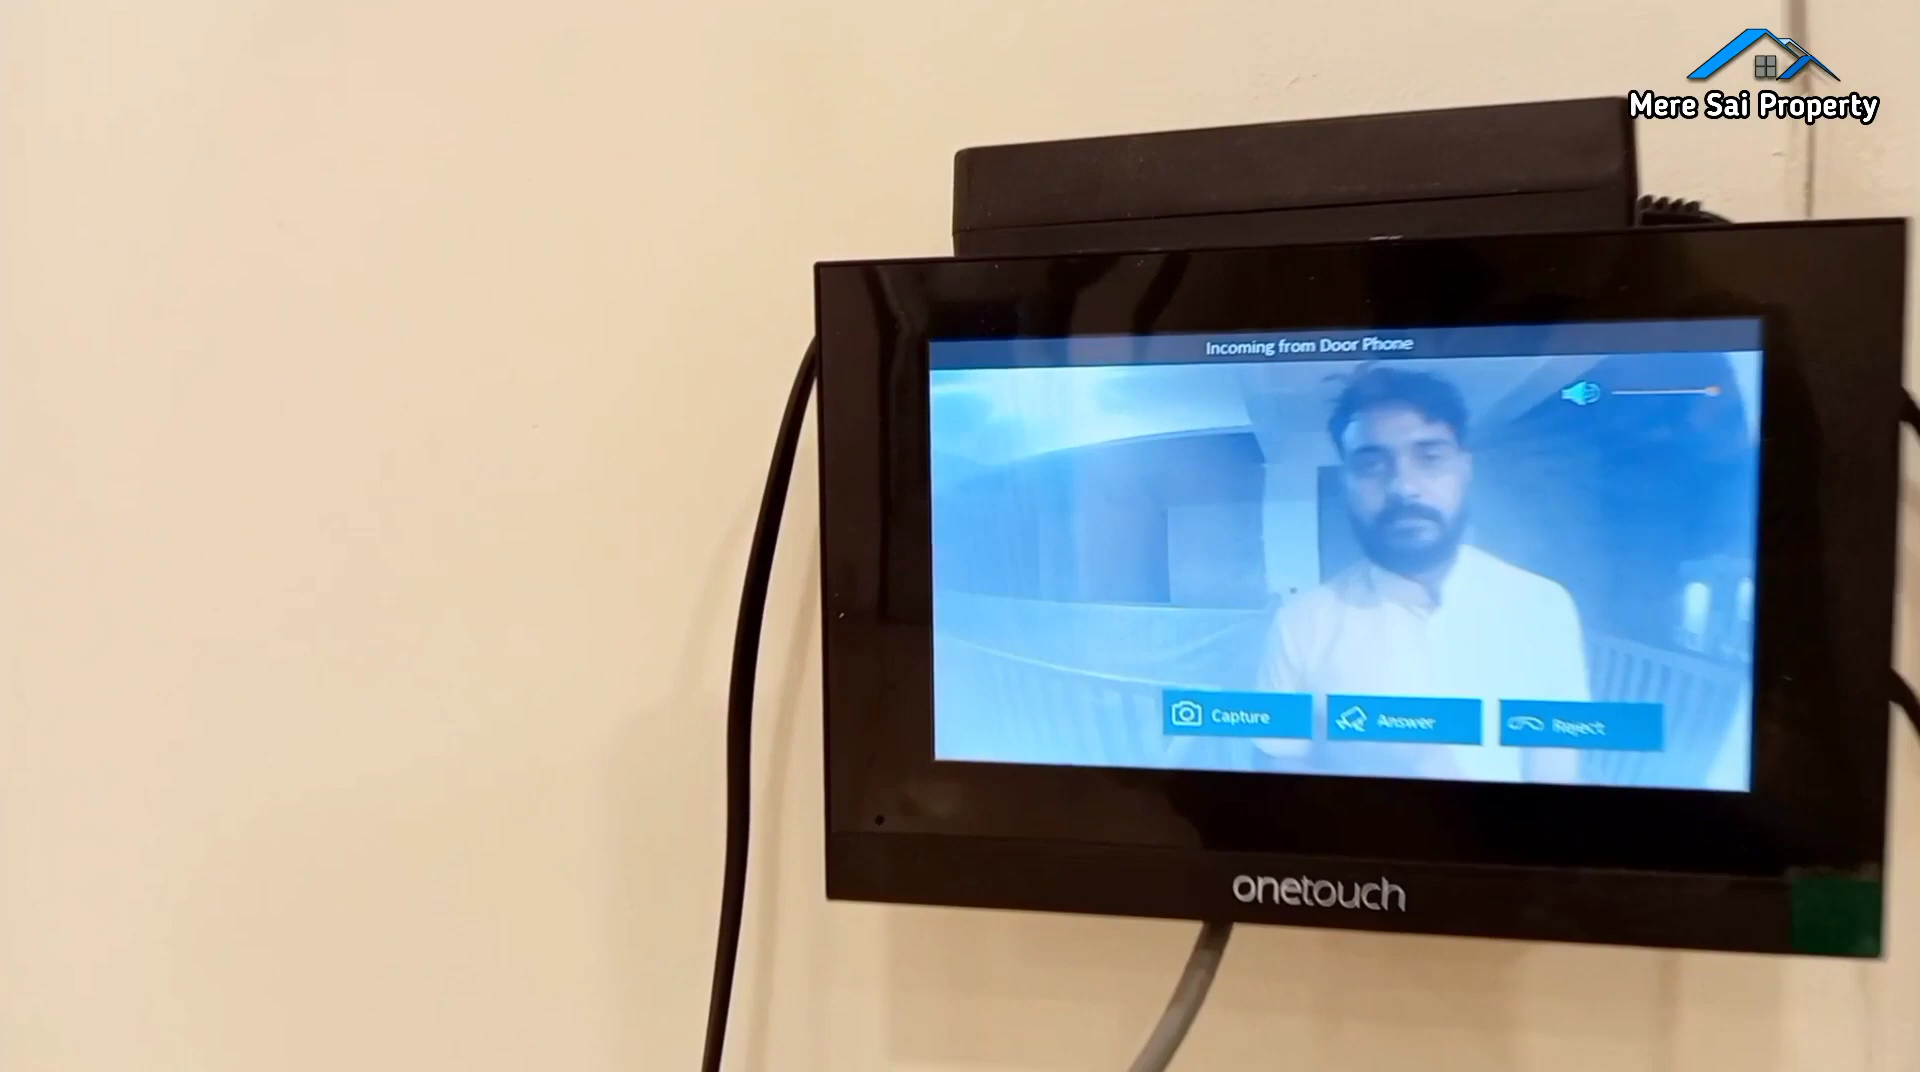 Mere Sai Property
Incoming from Door Phone
Capture
Answer
Reject
onetouch